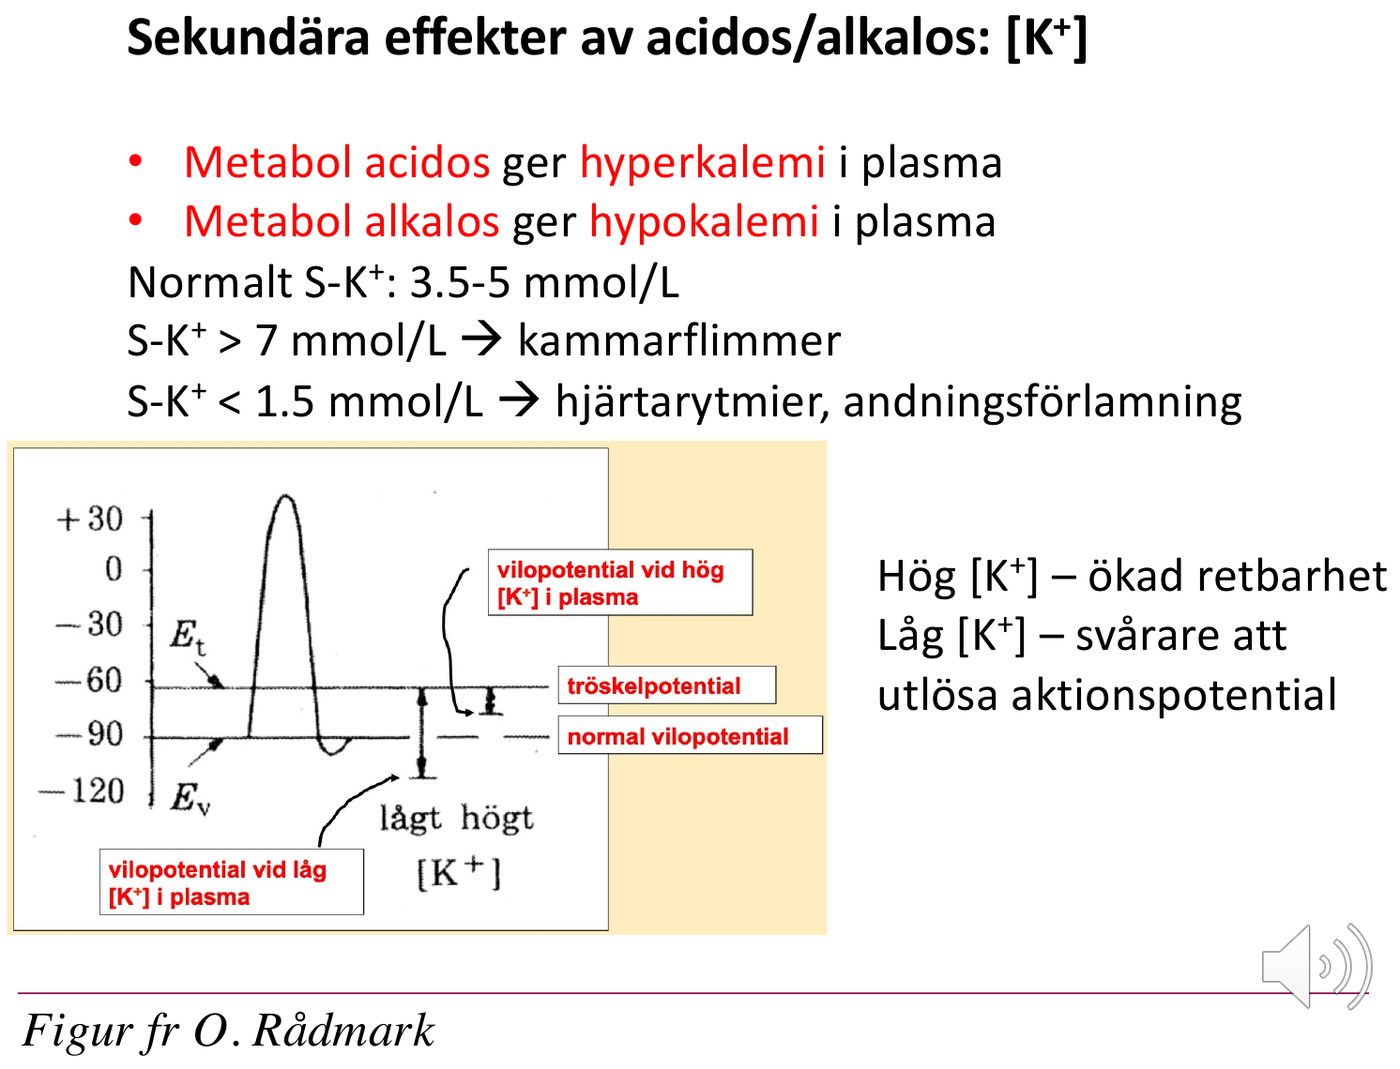 Sekundära effekter av acidos/alkalos: [K⁺]
• Metabol acidos ger hyperkalemi i plasma
• Metabol alkalos ger hypokalemi i plasma
Normalt S-K⁺: 3.5-5 mmol/L
S-K⁺ > 7 mmol/L → kammarflimmer
S-K⁺ < 1.5 mmol/L → hjärtarytmier, andningsförlamning
+30
0
−30
−60
−90
−120
Et
Ev
vilopotential vid hög
[K⁺] i plasma
tröskelpotential
normal vilopotential
lågt högt
[K⁺]
vilopotential vid låg
[K⁺] i plasma
Hög [K⁺] – ökad retbarhet
Låg [K⁺] – svårare att
utlösa aktionspotential
Figur fr O. Rådmark